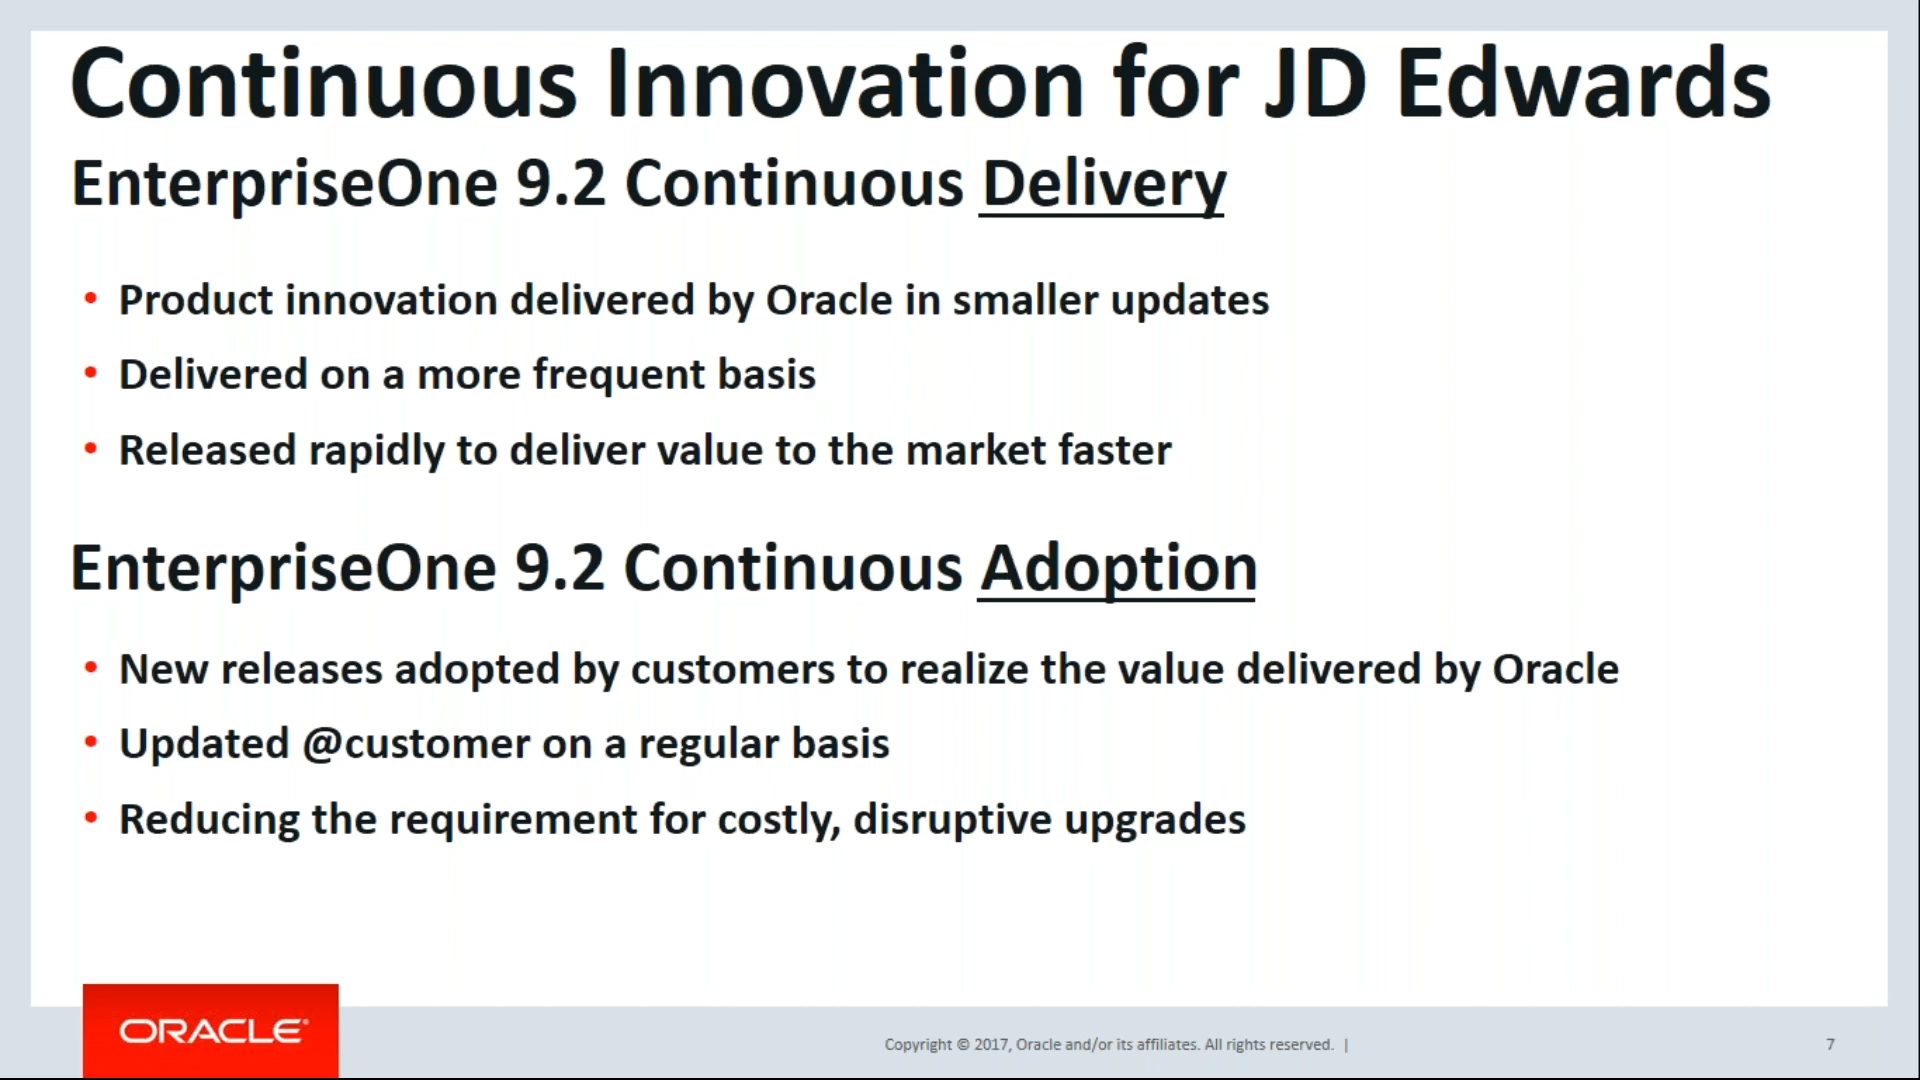 Continuous Innovation for JD Edwards
EnterpriseOne 9.2 Continuous Delivery
• Product innovation delivered by Oracle in smaller updates
• Delivered on a more frequent basis
• Released rapidly to deliver value to the market faster
EnterpriseOne 9.2 Continuous Adoption
• New releases adopted by customers to realize the value delivered by Oracle
• Updated @customer on a regular basis
• Reducing the requirement for costly, disruptive upgrades
ORACLE®
Copyright © 2017, Oracle and/or its affiliates. All rights reserved. |
7